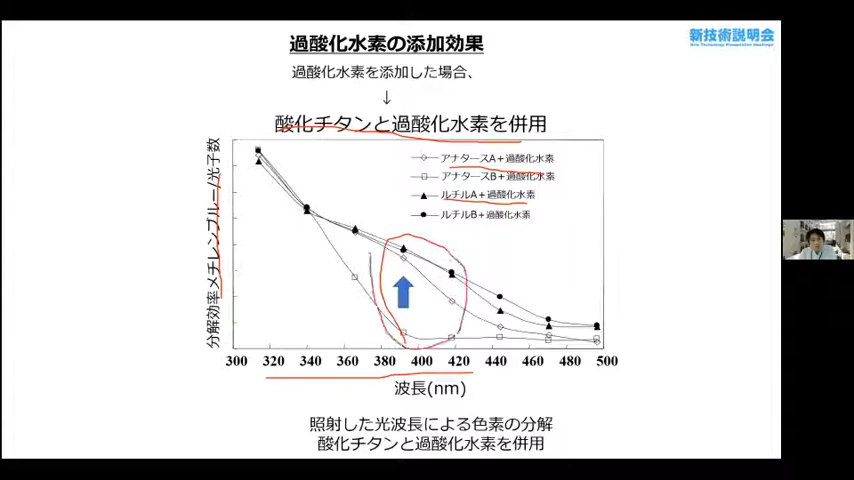 過酸化水素の添加効果
新技術説明会
過酸化水素を添加した場合、
↓
酸化チタンと過酸化水素を併用
アナタースA＋過酸化水素
アナタースB＋過酸化水素
ルチルA＋過酸化水素
ルチルB＋過酸化水素
分解効率メチレンブルー/光子数
300 320 340 366 380 400 420 440 460 480 500
波長(nm)
照射した光波長による色素の分解
酸化チタンと過酸化水素を併用